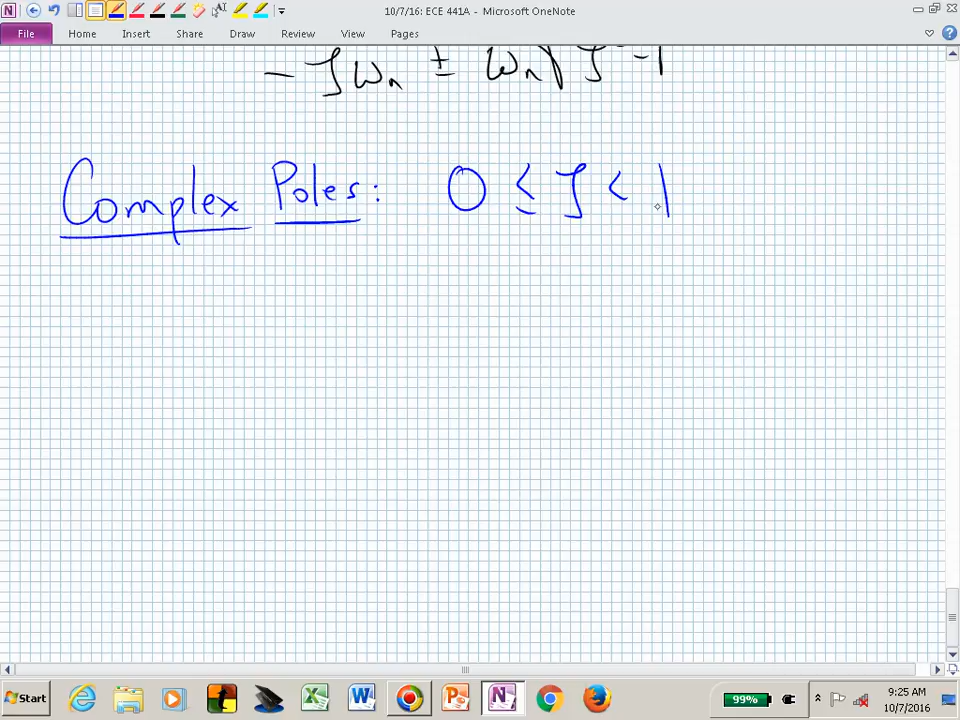 10/7/16: ECE 441A - Microsoft OneNote
File Home Insert Share Draw Review View Pages
- ζωn ± ωn√ζ -1
Complex Poles: 0 ≤ ζ < 1
Start
99%
9:25 AM
10/7/2016